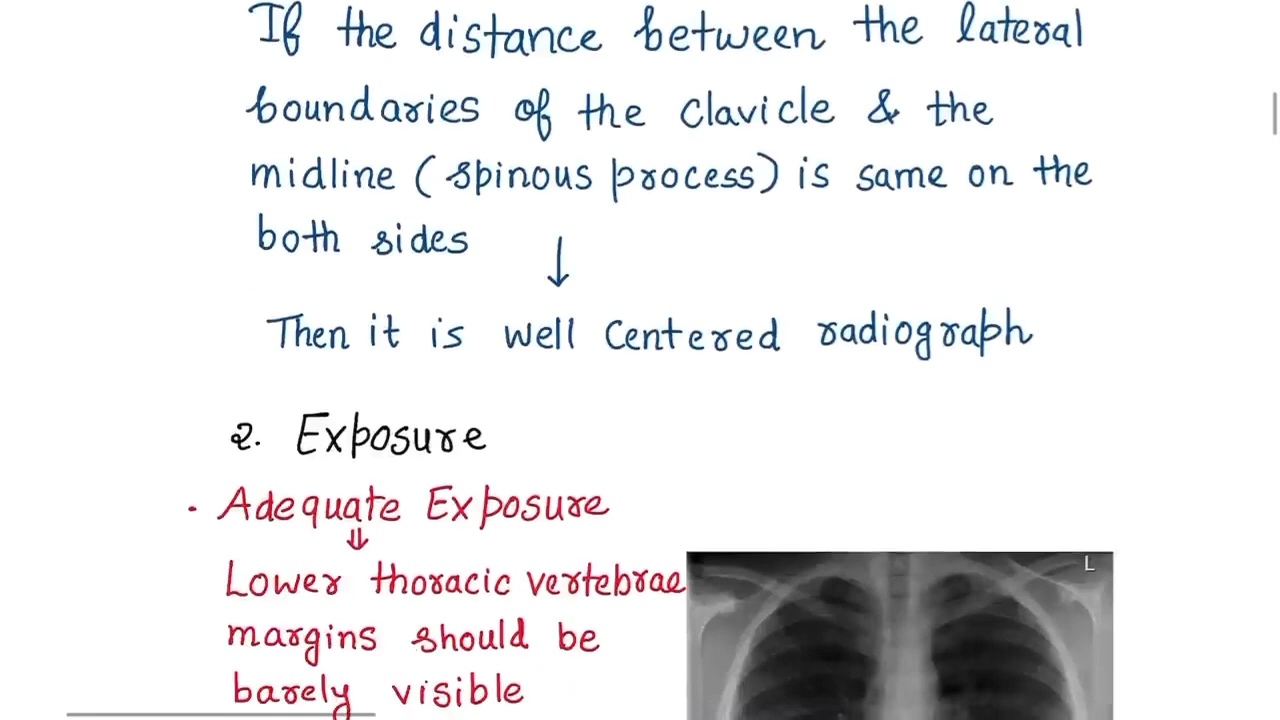 If the distance between the lateral
boundaries of the clavicle & the
midline (spinous process) is same on the
both sides
↓
Then it is well centered radiograph
2. Exposure
· Adequate Exposure
⇓
Lower thoracic vertebrae
margins should be
barely visible
L